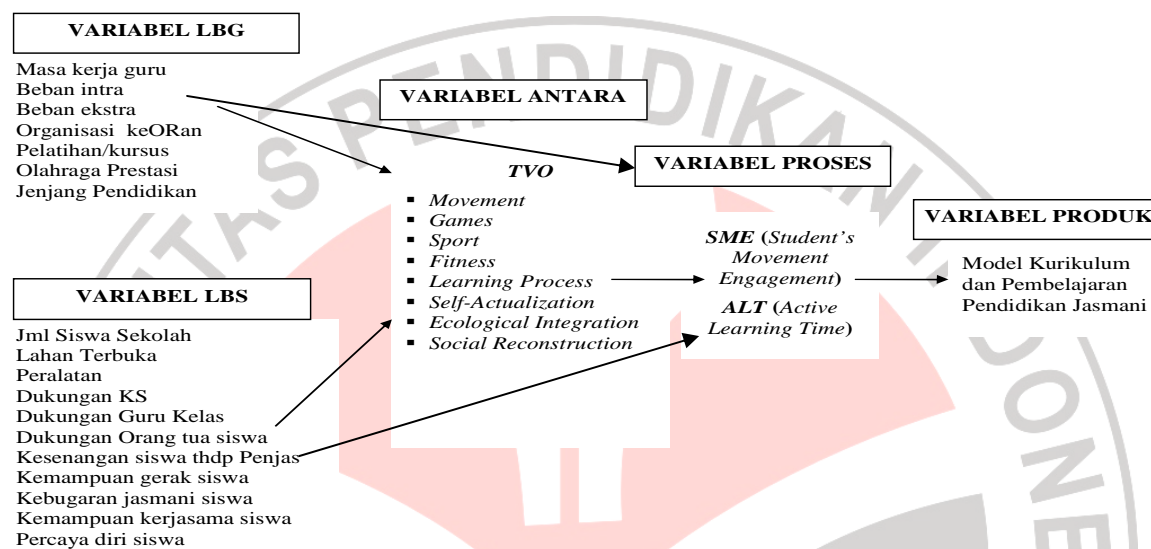 VARIABEL LBG
Masa kerja guru
Beban intra
Beban ekstra
Organisasi keORan
Pelatihan/kursus
Olahraga Prestasi
Jenjang Pendidikan
VARIABEL LBS
Jml Siswa Sekolah
Lahan Terbuka
Peralatan
Dukungan KS
Dukungan Guru Kelas
Dukungan Orang tua siswa
Kesenangan siswa thdp Penjas
Kemampuan gerak siswa
Kebugaran jasmani siswa
Kemampuan kerjasama siswa
Percaya diri siswa
VARIABEL ANTARA
TVO
▪ Movement
▪ Games
▪ Sport
▪ Fitness
▪ Learning Process
▪ Self-Actualization
▪ Ecological Integration
▪ Social Reconstruction
VARIABEL PROSES
SME (Student's
Movement
Engagement)
ALT (Active
Learning Time)
VARIABEL PRODUK
Model Kurikulum
dan Pembelajaran
Pendidikan Jasmani
TAS PENDIDIKAN INDONE